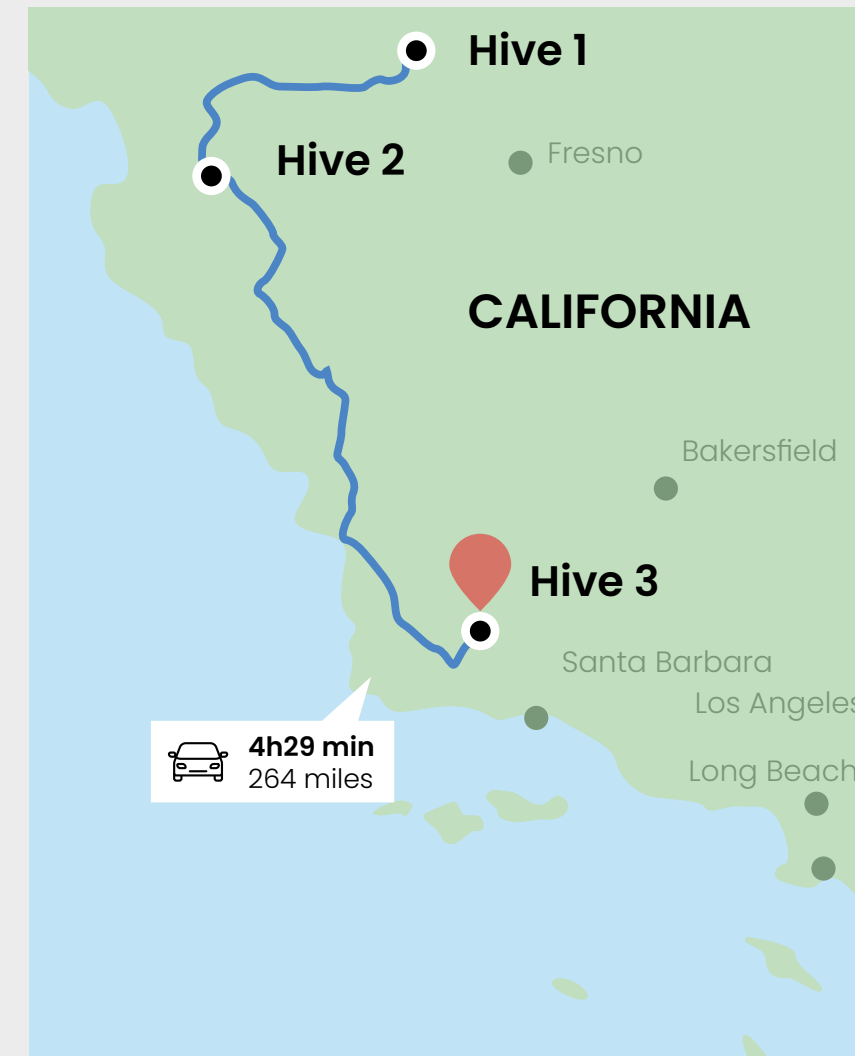 Hive 1
Fresno
Hive 2
CALIFORNIA
Bakersfield
Hive 3
Santa Barbara
Los Angeles
4h29 min
264 miles
Long Beach